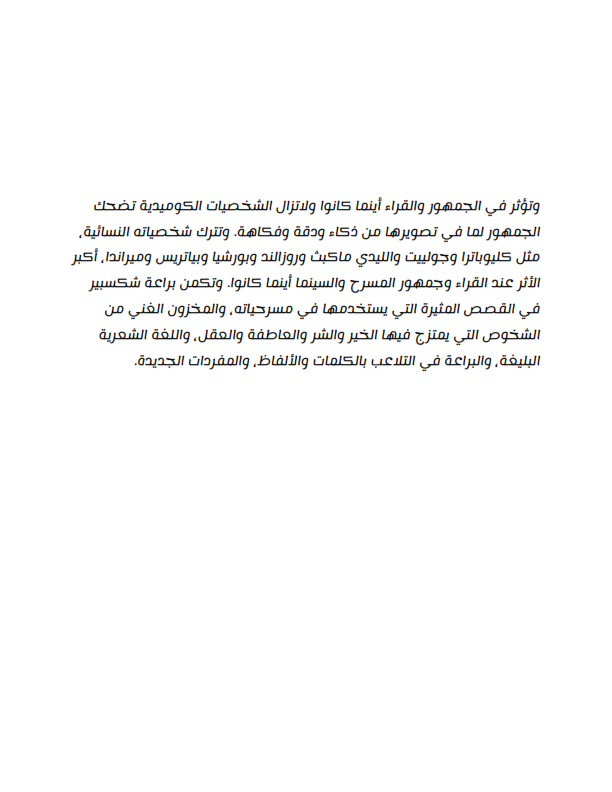 وتؤثر في الجمهور والقراء أينما كانوا ولاتزال الشخصيات الكوميدية تضحك
الجمهور لما في تصويرها من ذكاء ودقة وفكاهة. وتترك شخصياته النسائية،
مثل كليوباترا وجولييت والليدي ماكبث وروزالند وبورشيا وبياتريس وميراندا، أكبر
الأثر عند القراء وجمهور المسرح والسينما أينما كانوا. وتكمن براعة شكسبير
في القصص المثيرة التي يستخدمها في مسرحياته، والمخزون الغني من
الشخوص التي يمتزج فيها الخير والشر والعاطفة والعقل، واللغة الشعرية
البليغة، والبراعة في التلاعب بالكلمات والألفاظ، والمفردات الجديدة.